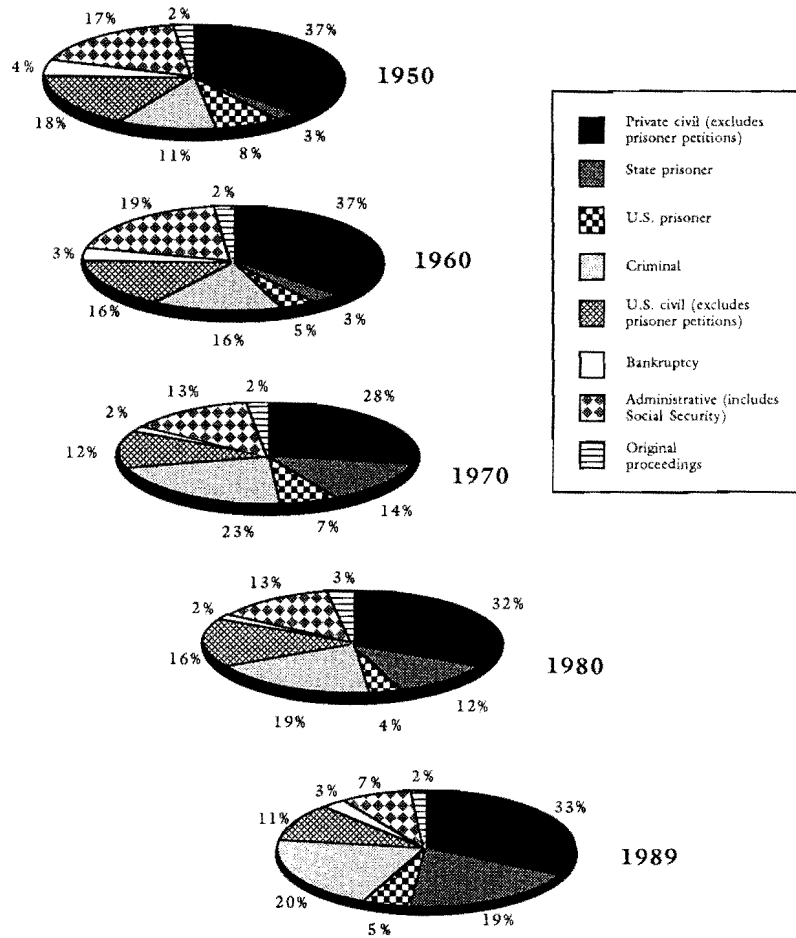 17% 2% 37%
4% 1950
18% 11% 8% 3%
19% 2% 37%
3% 1960
16% 16% 5% 3%
13% 2% 28%
2%
12% 1970
23% 7% 14%
13% 3% 32%
2%
16% 1980
19% 4% 12%
3% 7% 2% 33%
11% 1989
20% 5% 19%
Private civil (excludes
prisoner petitions)
State prisoner
U.S. prisoner
Criminal
U.S. civil (excludes
prisoner petitions)
Bankruptcy
Administrative (includes
Social Security)
Original
proceedings